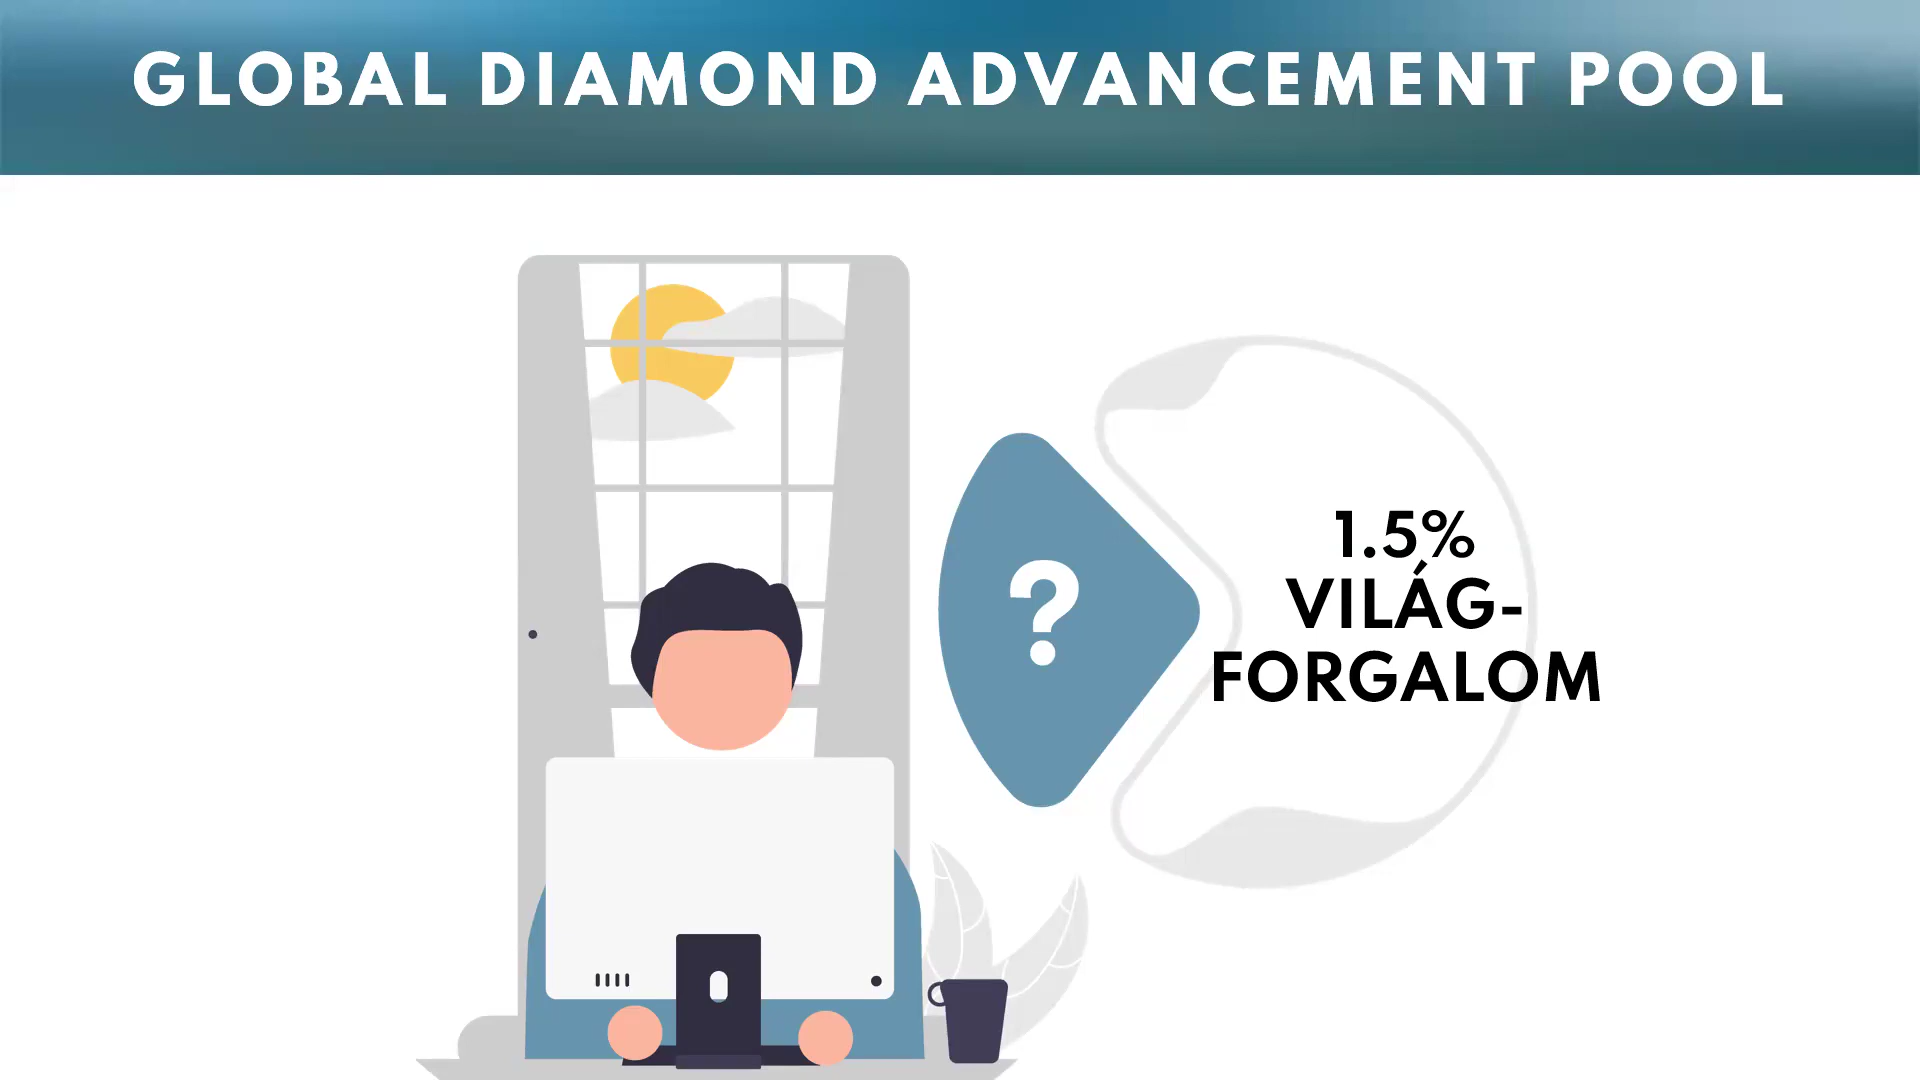 GLOBAL DIAMOND ADVANCEMENT POOL
?
1.5%
VILÁG-
FORGALOM